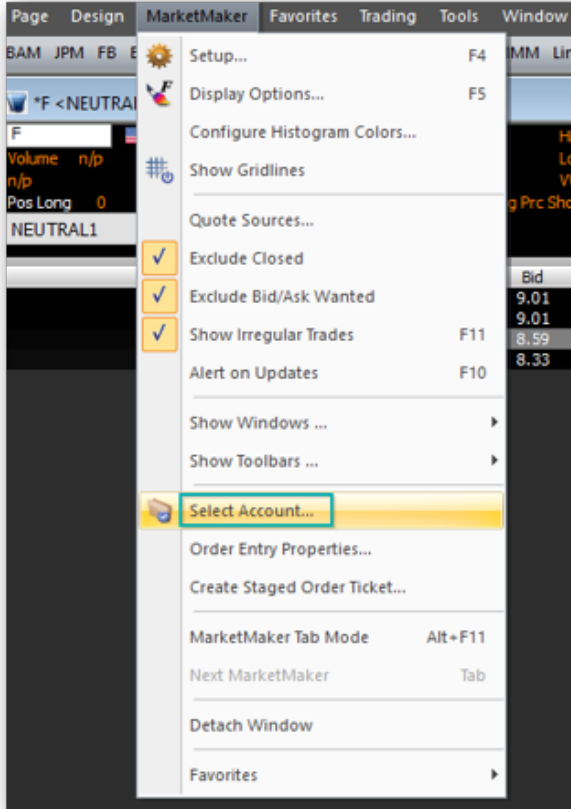 Page Design MarketMaker Favorites Trading Tools Window
BAM JPM FB
Setup... F4
*F <NEUTRAL
Display Options... F5
F
Configure Histogram Colors...
Volume n/p
n/p
Show Gridlines
Pos Long 0
g Prc Sho
NEUTRAL1
Quote Sources...
Exclude Closed
Bid
Exclude Bid/Ask Wanted
9.01
9.01
Show Irregular Trades F11
8.59
8.33
Alert on Updates F10
Show Windows ...
Show Toolbars ...
Select Account...
Order Entry Properties...
Create Staged Order Ticket...
MarketMaker Tab Mode Alt+F11
Next MarketMaker Tab
Detach Window
Favorites